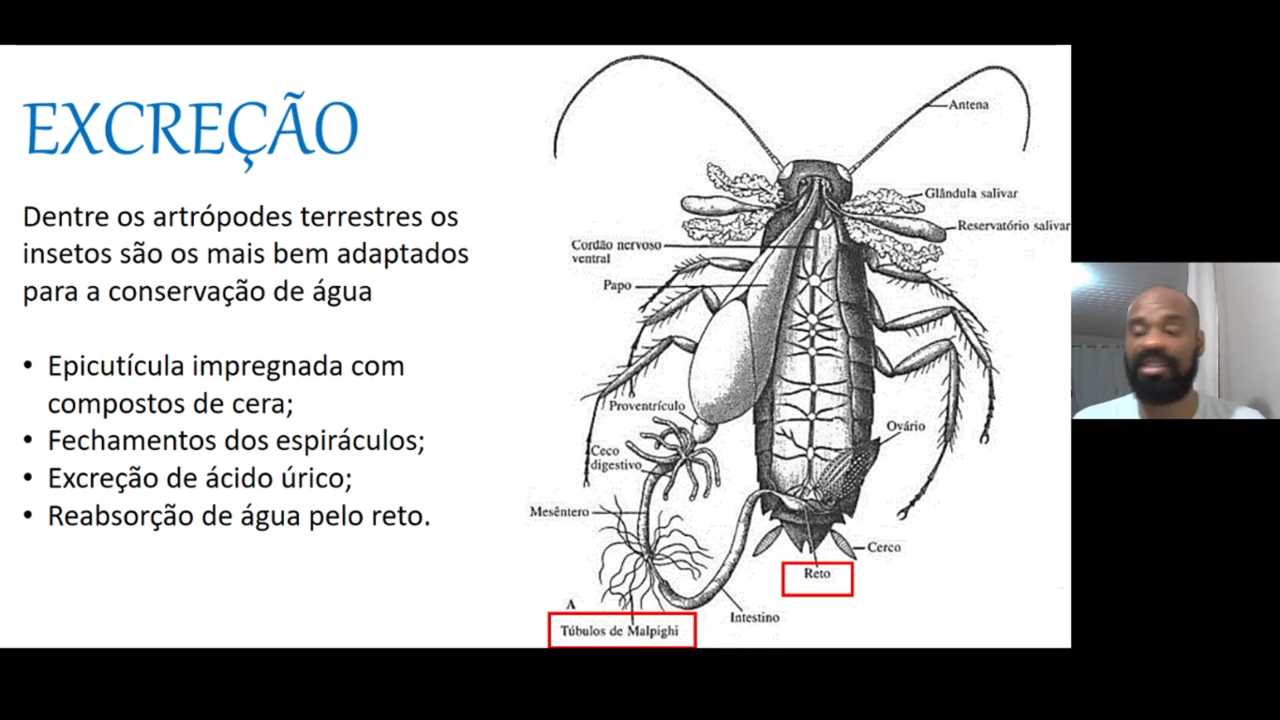 EXCREÇÃO
Dentre os artrópodes terrestres os
insetos são os mais bem adaptados
para a conservação de água
• Epicutícula impregnada com
compostos de cera;
• Fechamentos dos espiráculos;
• Excreção de ácido úrico;
• Reabsorção de água pelo reto.
Antena
Glândula salivar
Reservatório salivar
Cordão nervoso
ventral
Papo
Proventrículo
Ovário
Ceco
digestivo
Mesêntero
Cerco
Reto
A
Intestino
Túbulos de Malpighi